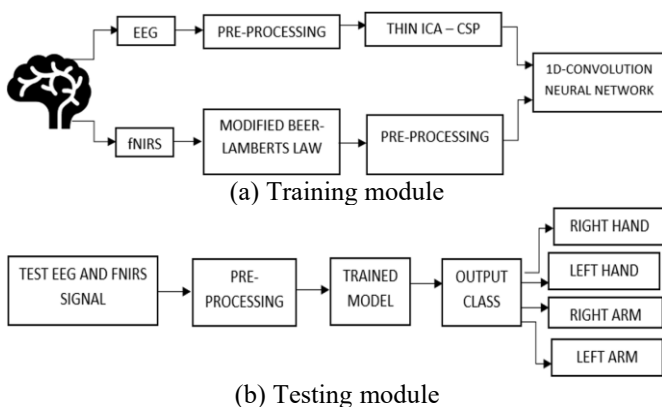 EEG
PRE-PROCESSING
THIN ICA – CSP
1D-CONVOLUTION
NEURAL NETWORK
fNIRS
MODIFIED BEER-
LAMBERTS LAW
PRE-PROCESSING
(a) Training module
TEST EEG AND FNIRS
SIGNAL
PRE-
PROCESSING
TRAINED
MODEL
OUTPUT
CLASS
RIGHT HAND
LEFT HAND
RIGHT ARM
LEFT ARM
(b) Testing module